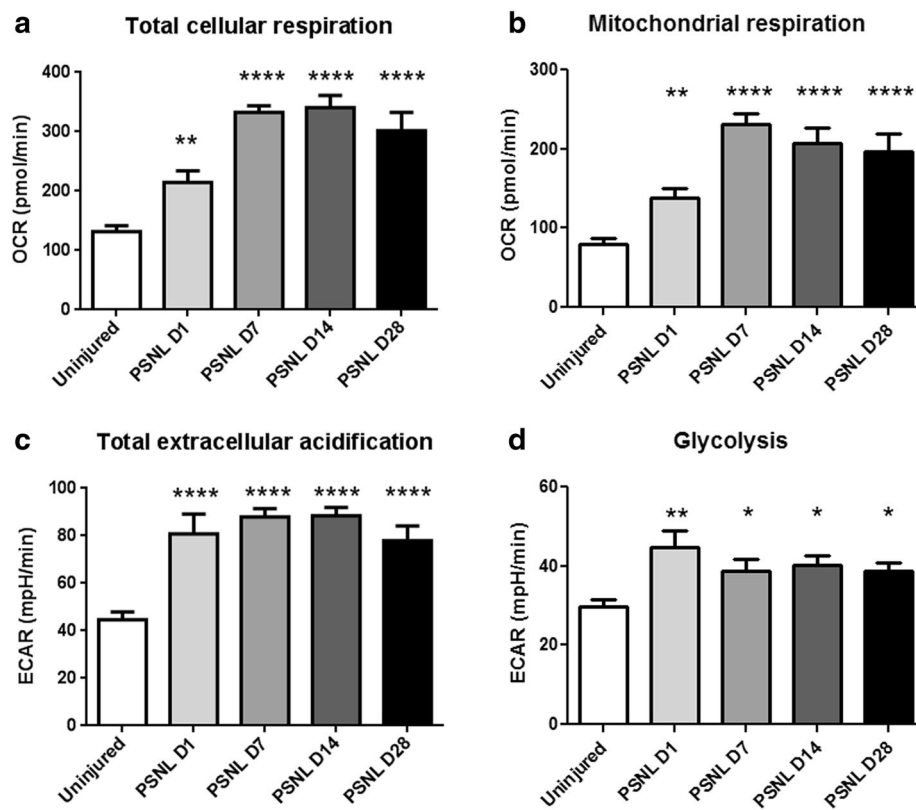 a Total cellular respiration
** **** **** ****
OCR (pmol/min)
400
300
200
100
0
Uninjured
PSNL D1
PSNL D7
PSNL D14
PSNL D28
b Mitochondrial respiration
** **** **** ****
OCR (pmol/min)
300
200
100
0
Uninjured
PSNL D1
PSNL D7
PSNL D14
PSNL D28
c Total extracellular acidification
**** **** **** ****
ECAR (mpH/min)
100
80
60
40
20
0
Uninjured
PSNL D1
PSNL D7
PSNL D14
PSNL D28
d Glycolysis
** * * *
ECAR (mpH/min)
60
40
20
0
Uninjured
PSNL D1
PSNL D7
PSNL D14
PSNL D28